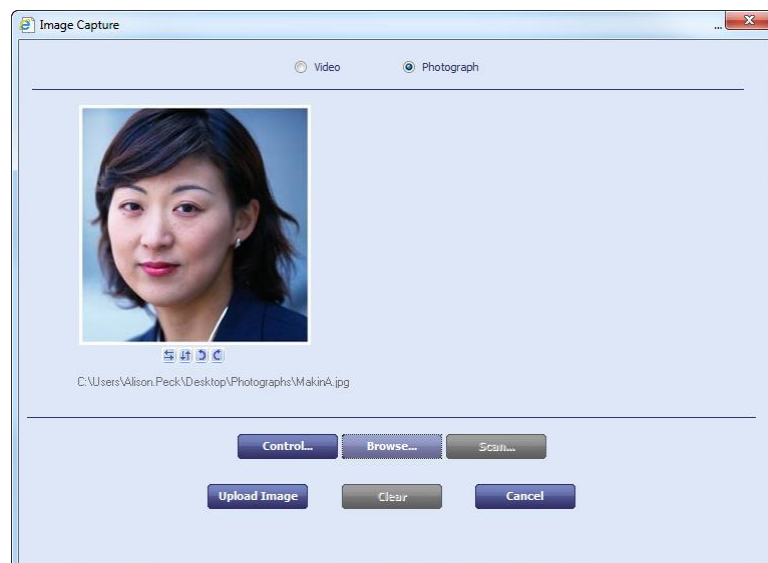 Image Capture
...
Video Photograph
C:\Users\Alison.Peck\Desktop\Photographs\MakinA.jpg
Control... Browse... Scan...
Upload Image Clear Cancel